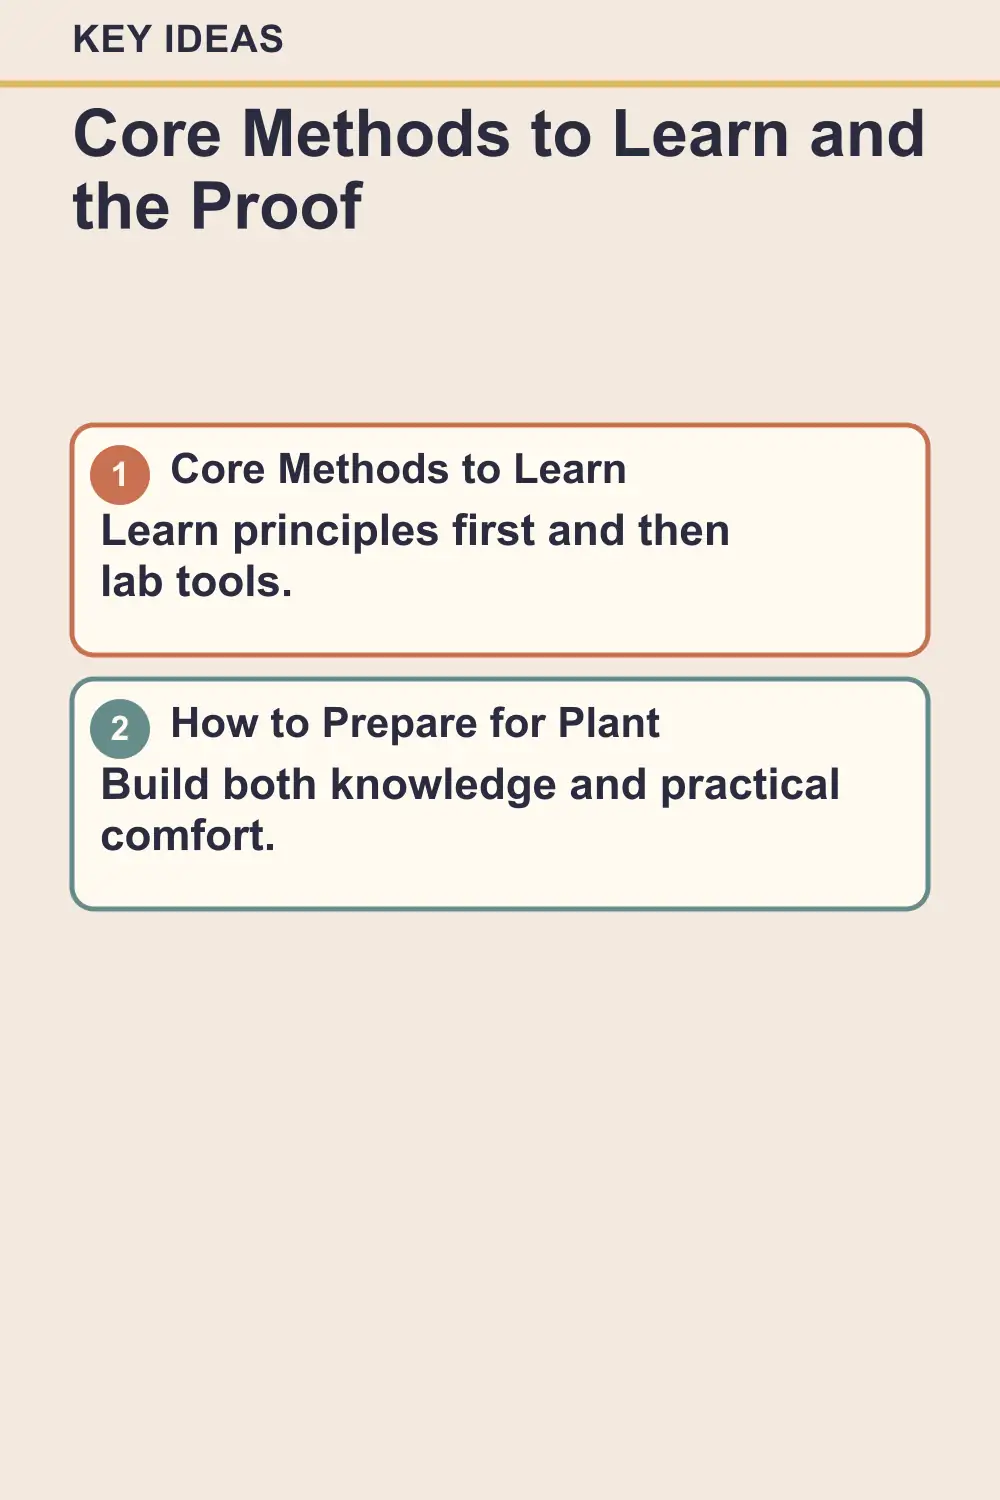 KEY IDEAS
Core Methods to Learn and
the Proof
1 Core Methods to Learn
Learn principles first and then
lab tools.
2 How to Prepare for Plant
Build both knowledge and practical
comfort.